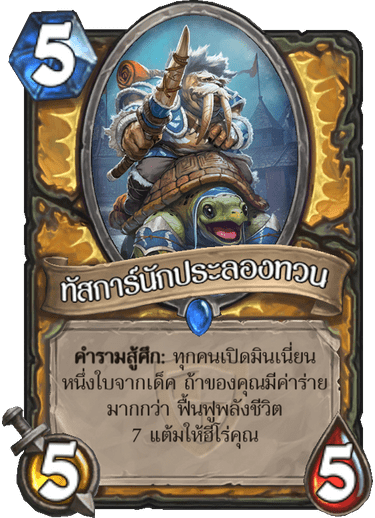 5
ทัสการ์นักประลองทวน
คำรามสู้ศึก: ทุกคนเปิดมินเนี่ยน
หนึ่งใบจากเด็ค ถ้าของคุณมีค่าร่าย
มากกว่า ฟื้นฟูพลังชีวิต
7 แต้มให้ฮีโร่คุณ
5
5